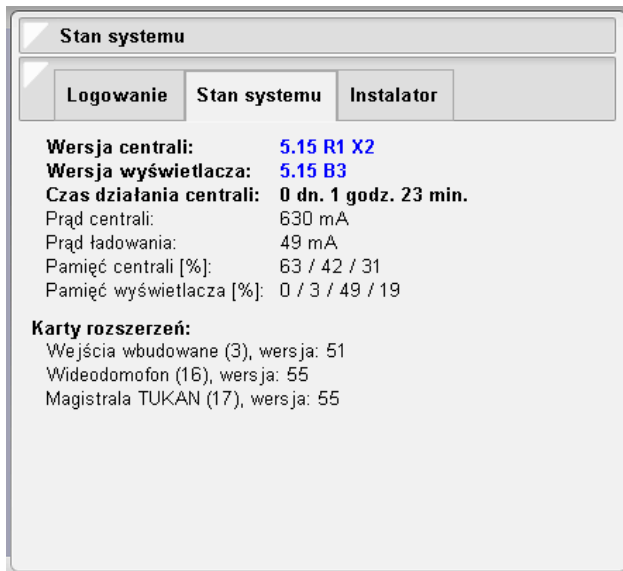 Stan systemu
Logowanie Stan systemu Instalator
Wersja centrali: 5.15 R1 X2
Wersja wyświetlacza: 5.15 B3
Czas działania centrali: 0 dn. 1 godz. 23 min.
Prąd centrali: 630 mA
Prąd ładowania: 49 mA
Pamięć centrali [%]: 63 / 42 / 31
Pamięć wyświetlacza [%]: 0 / 3 / 49 / 19
Karty rozszerzeń:
Wejścia wbudowane (3), wersja: 51
Wideodomofon (16), wersja: 55
Magistrala TUKAN (17), wersja: 55